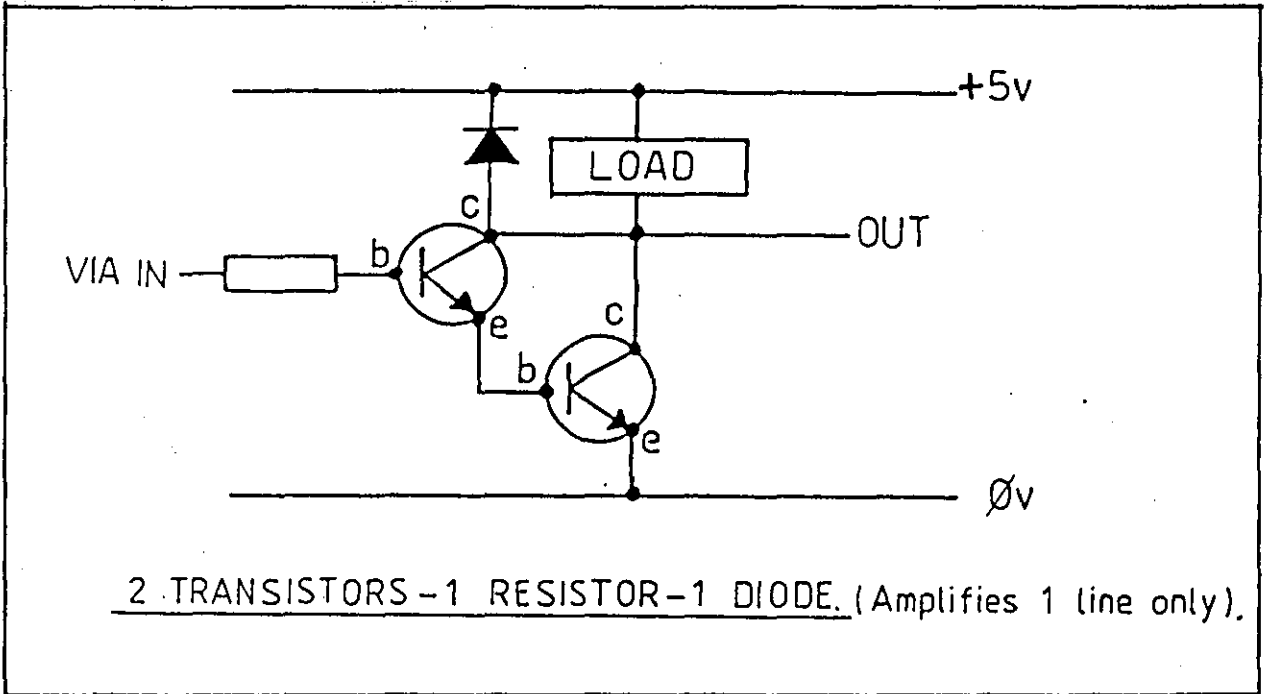 +5v
LOAD
c
OUT
VIA IN
b
e
c
b
e
Øv
2 TRANSISTORS-1 RESISTOR-1 DIODE. (Amplifies 1 line only).